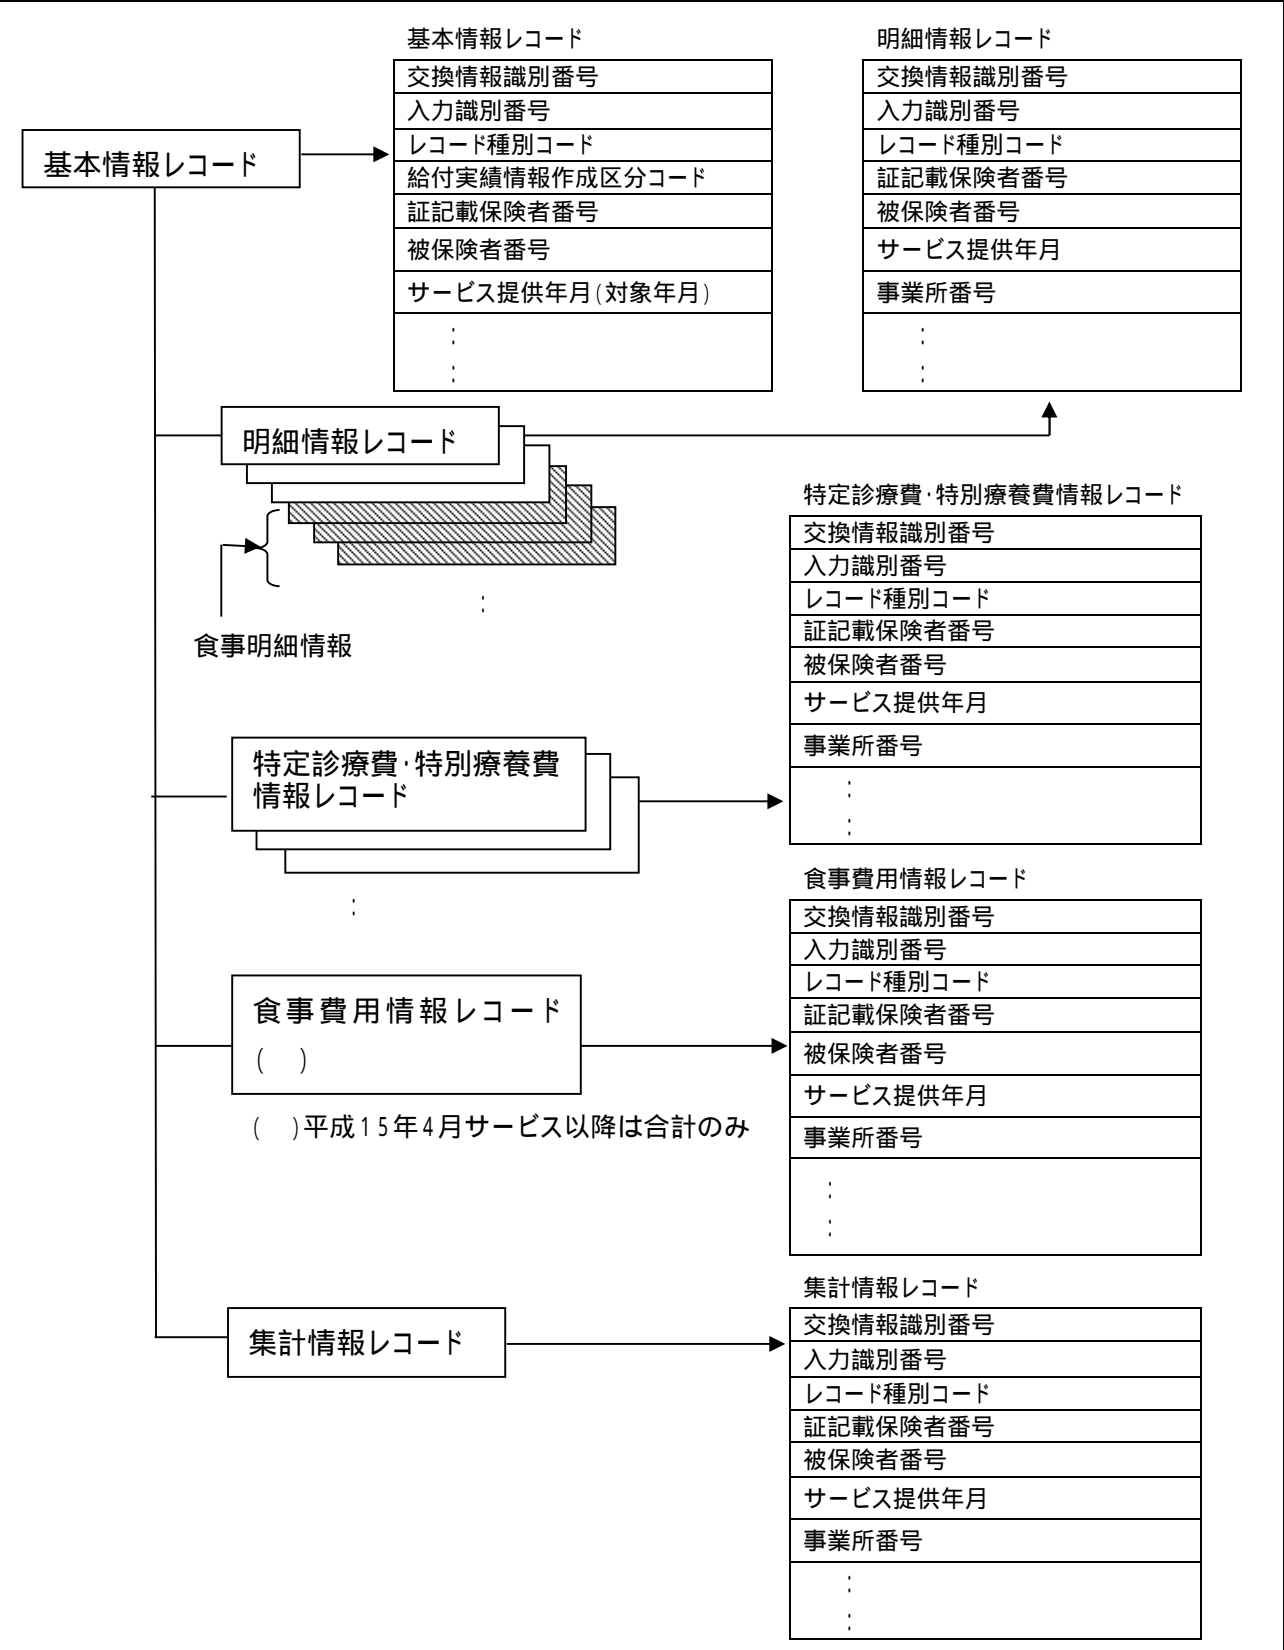 基本情報レコード
基本情報レコード
交換情報識別番号
入力識別番号
レコード種別コード
給付実績情報作成区分コード
証記載保険者番号
被保険者番号
サービス提供年月(対象年月)
:
:
明細情報レコード
交換情報識別番号
入力識別番号
レコード種別コード
証記載保険者番号
被保険者番号
サービス提供年月
事業所番号
:
:
明細情報レコード
:
食事明細情報
特定診療費・特別療養費情報レコード
交換情報識別番号
入力識別番号
レコード種別コード
証記載保険者番号
被保険者番号
サービス提供年月
事業所番号
:
:
特定診療費・特別療養費
情報レコード
:
食事費用情報レコード
交換情報識別番号
入力識別番号
レコード種別コード
証記載保険者番号
被保険者番号
サービス提供年月
事業所番号
:
:
食事費用情報レコード
(　)
(　)平成15年4月サービス以降は合計のみ
集計情報レコード
集計情報レコード
交換情報識別番号
入力識別番号
レコード種別コード
証記載保険者番号
被保険者番号
サービス提供年月
事業所番号
:
: